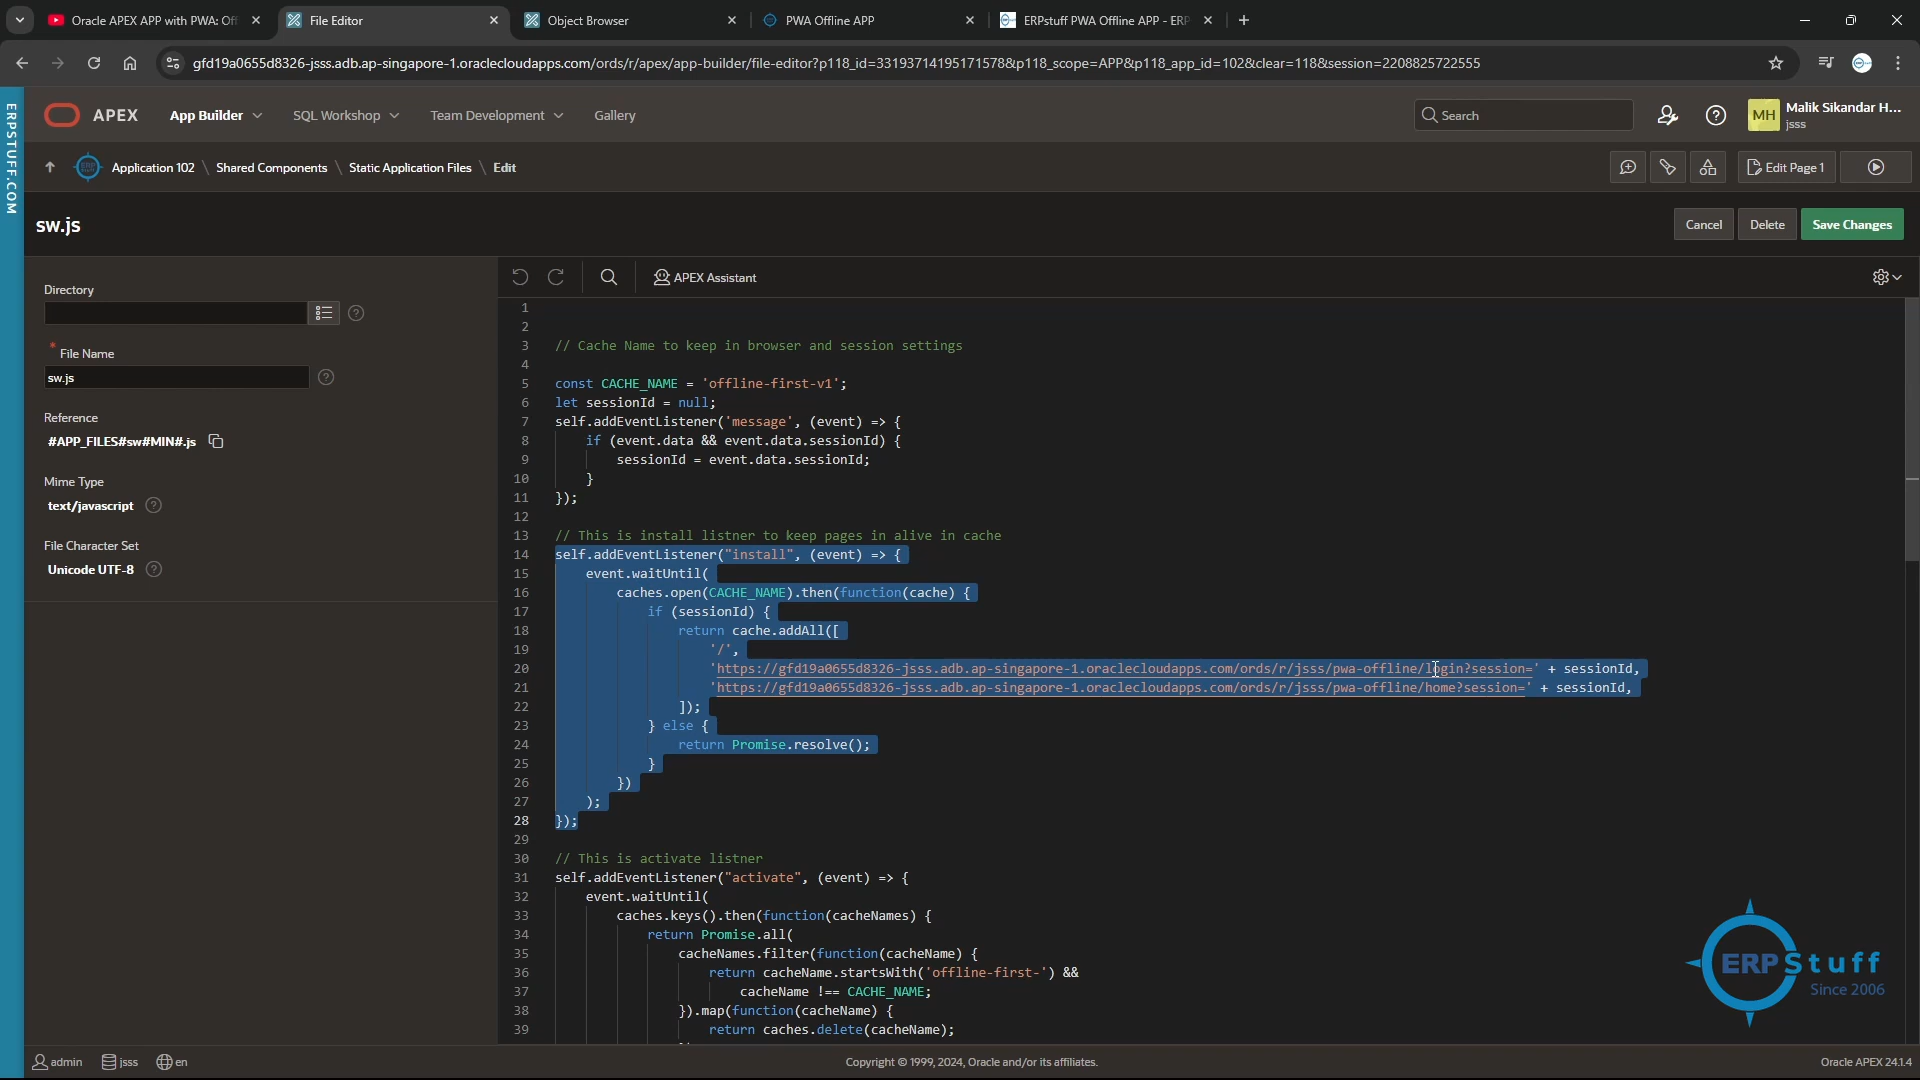 Oracle APEX APP with PWA: Of
File Editor
Object Browser
PWA Offline APP
ERPstuff PWA Offline APP - ERP
gfd19a0655d8326-jsss.adb.ap-singapore-1.oraclecloudapps.com/ords/r/apex/app-builder/file-editor?p118_id=33193714195171578&p118_scope=APP&p118_app_id=102&clear=118&session=2208825722555
ERPSTUFF.COM
APEX
App Builder
SQL Workshop
Team Development
Gallery
Search
MH
Malik Sikandar H...
jsss
Application 102 \ Shared Components \ Static Application Files \ Edit
Edit Page 1
sw.js
Cancel
Delete
Save Changes
Directory
* File Name
sw.js
Reference
#APP_FILES#sw#MIN#.js
Mime Type
text/javascript
File Character Set
Unicode UTF-8
APEX Assistant
1
2
3 // Cache Name to keep in browser and session settings
4
5 const CACHE_NAME = 'offline-first-v1';
6 let sessionId = null;
7 self.addEventListener('message', (event) => {
8 if (event.data && event.data.sessionId) {
9 sessionId = event.data.sessionId;
10 }
11 });
12
13 // This is install listner to keep pages in alive in cache
14 self.addEventListener("install", (event) => {
15 event.waitUntil(
16 caches.open(CACHE_NAME).then(function(cache) {
17 if (sessionId) {
18 return cache.addAll([
19 '/',
20 'https://gfd19a0655d8326-jsss.adb.ap-singapore-1.oraclecloudapps.com/ords/r/jsss/pwa-offline/login?session=' + sessionId,
21 'https://gfd19a0655d8326-jsss.adb.ap-singapore-1.oraclecloudapps.com/ords/r/jsss/pwa-offline/home?session=' + sessionId,
22 ]);
23 } else {
24 return Promise.resolve();
25 }
26 })
27 );
28 });
29
30 // This is activate listner
31 self.addEventListener("activate", (event) => {
32 event.waitUntil(
33 caches.keys().then(function(cacheNames) {
34 return Promise.all(
35 cacheNames.filter(function(cacheName) {
36 return cacheName.startsWith('offline-first-') &&
37 cacheName !== CACHE_NAME;
38 }).map(function(cacheName) {
39 return caches.delete(cacheName);
ERPStuff
Since 2006
admin
jsss
en
Copyright © 1999, 2024, Oracle and/or its affiliates.
Oracle APEX 24.1.4